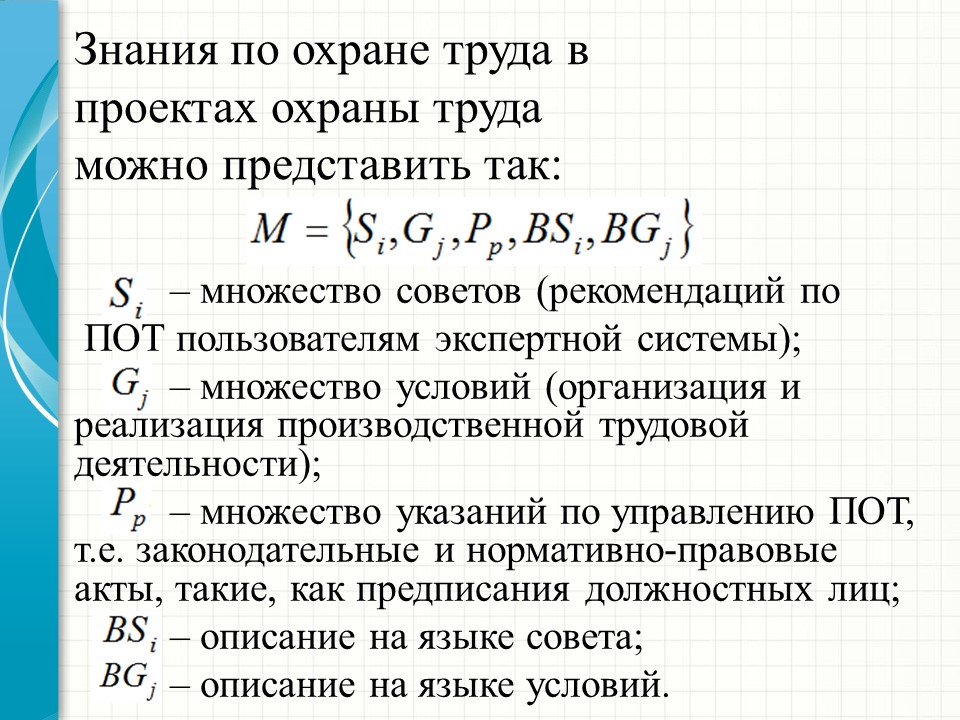 Знания по охране труда в
проектах охраны труда
можно представить так:
M = {S_i, G_j, P_p, BS_i, BG_j}
S_i – множество советов (рекомендаций по
ПОТ пользователям экспертной системы);
G_j – множество условий (организация и
реализация производственной трудовой
деятельности);
P_p – множество указаний по управлению ПОТ,
т.е. законодательные и нормативно-правовые
акты, такие, как предписания должностных лиц;
BS_i – описание на языке совета;
BG_j – описание на языке условий.